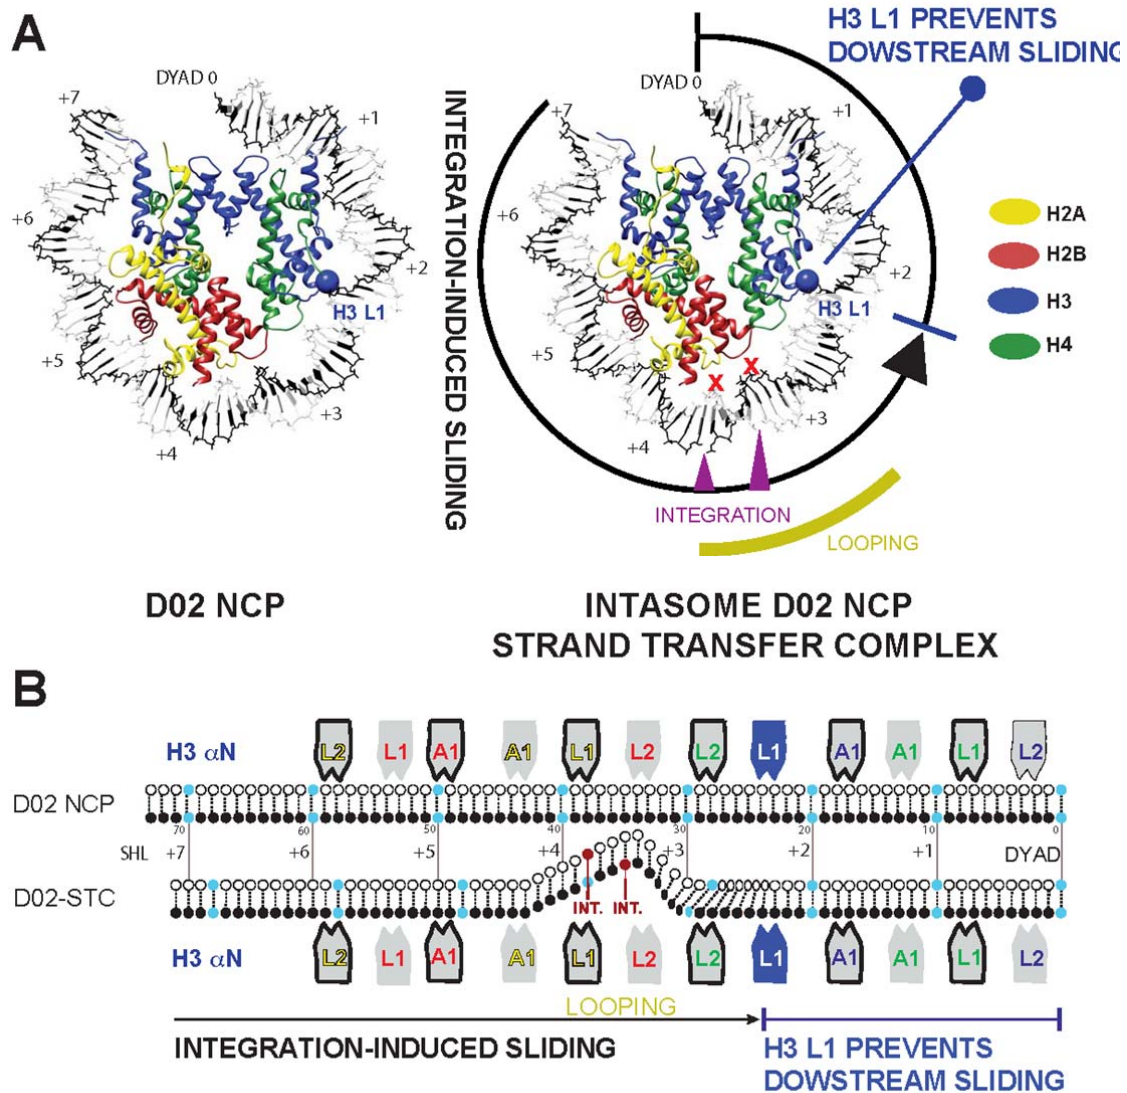 A
DYAD 0
+7
+1
+6
+2
H3 L1
+5
+3
+4
INTEGRATION-INDUCED SLIDING
H3 L1 PREVENTS
DOWSTREAM SLIDING
DYAD 0
+7
+1
+6
+2
H3 L1
+5
X X
+3
+4
INTEGRATION
LOOPING
H2A
H2B
H3
H4
D02 NCP
INTASOME D02 NCP
STRAND TRANSFER COMPLEX
B
H3 αN L2 L1 A1 A1 L1 L2 L2 L1 A1 A1 L1 L2
D02 NCP
70 60 50 40 30 20 10 0
SHL +7 +6 +5 +4 +3 +2 +1 DYAD
D02-STC
INT. INT.
H3 αN L2 L1 A1 A1 L1 L2 L2 L1 A1 A1 L1 L2
LOOPING
INTEGRATION-INDUCED SLIDING
H3 L1 PREVENTS
DOWSTREAM SLIDING